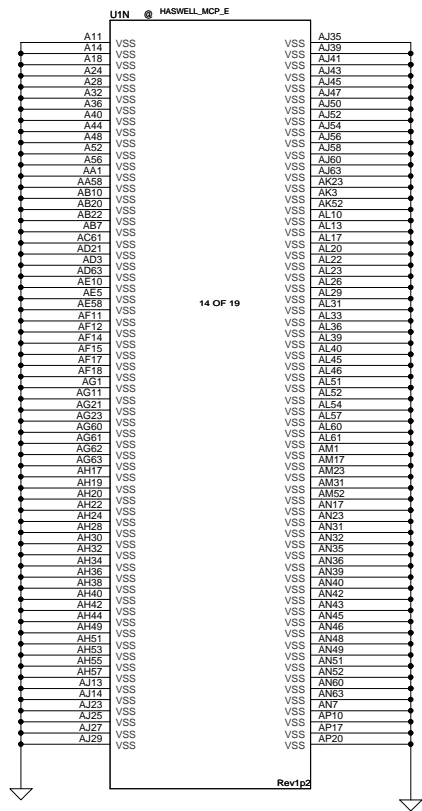 U1N @ HASWELL_MCP_E
A11 VSS VSS AJ35
A14 VSS VSS AJ39
A18 VSS VSS AJ41
A24 VSS VSS AJ43
A28 VSS VSS AJ45
A32 VSS VSS AJ47
A36 VSS VSS AJ50
A40 VSS VSS AJ52
A44 VSS VSS AJ54
A48 VSS VSS AJ56
A52 VSS VSS AJ58
A56 VSS VSS AJ60
AA1 VSS VSS AJ63
AA58 VSS VSS AK23
AB10 VSS VSS AK3
AB20 VSS VSS AK52
AB22 VSS VSS AL10
AB7 VSS VSS AL13
AC61 VSS VSS AL17
AD21 VSS VSS AL20
AD3 VSS VSS AL22
AD63 VSS VSS AL23
AE10 VSS VSS AL26
AE5 VSS VSS AL29
AE58 VSS 14 OF 19 VSS AL31
AF11 VSS VSS AL33
AF12 VSS VSS AL36
AF14 VSS VSS AL39
AF15 VSS VSS AL40
AF17 VSS VSS AL45
AF18 VSS VSS AL46
AG1 VSS VSS AL51
AG11 VSS VSS AL52
AG21 VSS VSS AL54
AG23 VSS VSS AL57
AG60 VSS VSS AL60
AG61 VSS VSS AL61
AG62 VSS VSS AM1
AG63 VSS VSS AM17
AH17 VSS VSS AM23
AH19 VSS VSS AM31
AH20 VSS VSS AM52
AH22 VSS VSS AN17
AH24 VSS VSS AN23
AH28 VSS VSS AN31
AH30 VSS VSS AN32
AH32 VSS VSS AN35
AH34 VSS VSS AN36
AH36 VSS VSS AN39
AH38 VSS VSS AN40
AH40 VSS VSS AN42
AH42 VSS VSS AN43
AH44 VSS VSS AN45
AH49 VSS VSS AN46
AH51 VSS VSS AN48
AH53 VSS VSS AN49
AH55 VSS VSS AN51
AH57 VSS VSS AN52
AJ13 VSS VSS AN60
AJ14 VSS VSS AN63
AJ23 VSS VSS AN7
AJ25 VSS VSS AP10
AJ27 VSS VSS AP17
AJ29 VSS VSS AP20
Rev1p2